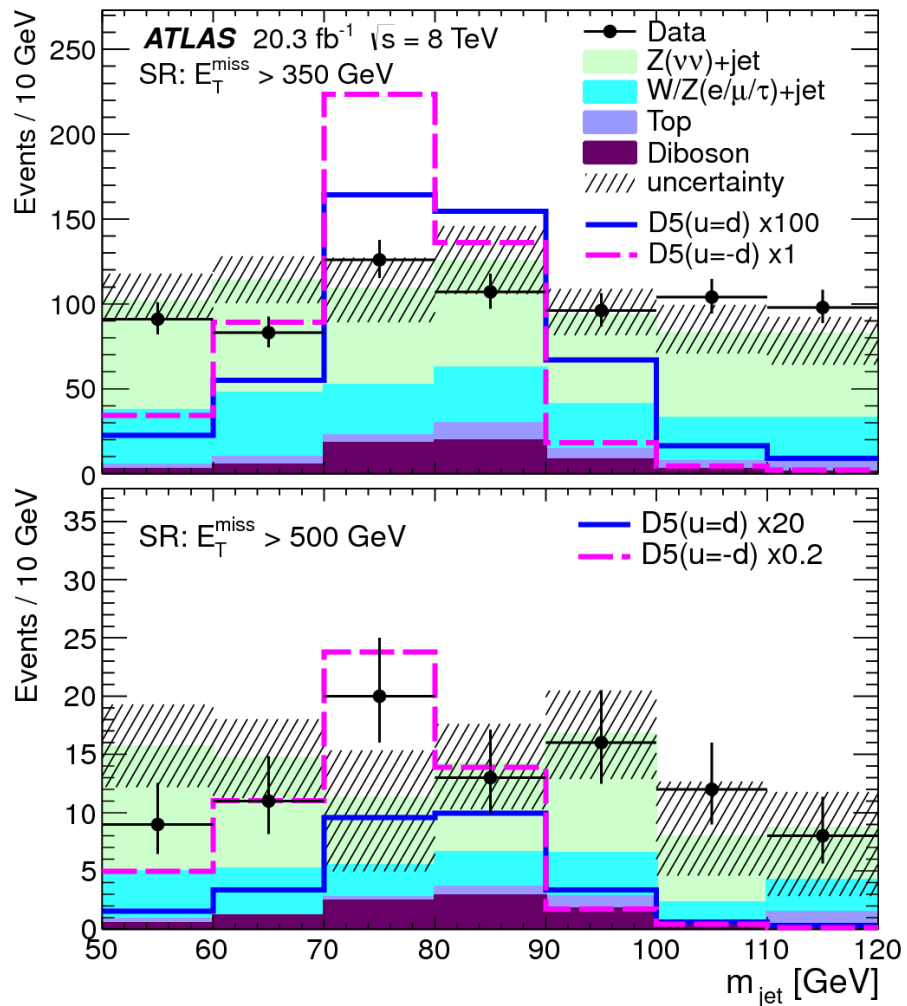 ATLAS 20.3 fb⁻¹ √s = 8 TeV
SR: E_T^miss > 350 GeV
Data
Z(νν)+jet
W/Z(e/μ/τ)+jet
Top
Diboson
uncertainty
D5(u=d) x100
D5(u=-d) x1
Events / 10 GeV
250
200
150
100
50
0
SR: E_T^miss > 500 GeV
D5(u=d) x20
D5(u=-d) x0.2
Events / 10 GeV
35
30
25
20
15
10
5
0
50 60 70 80 90 100 110 120
m_jet [GeV]